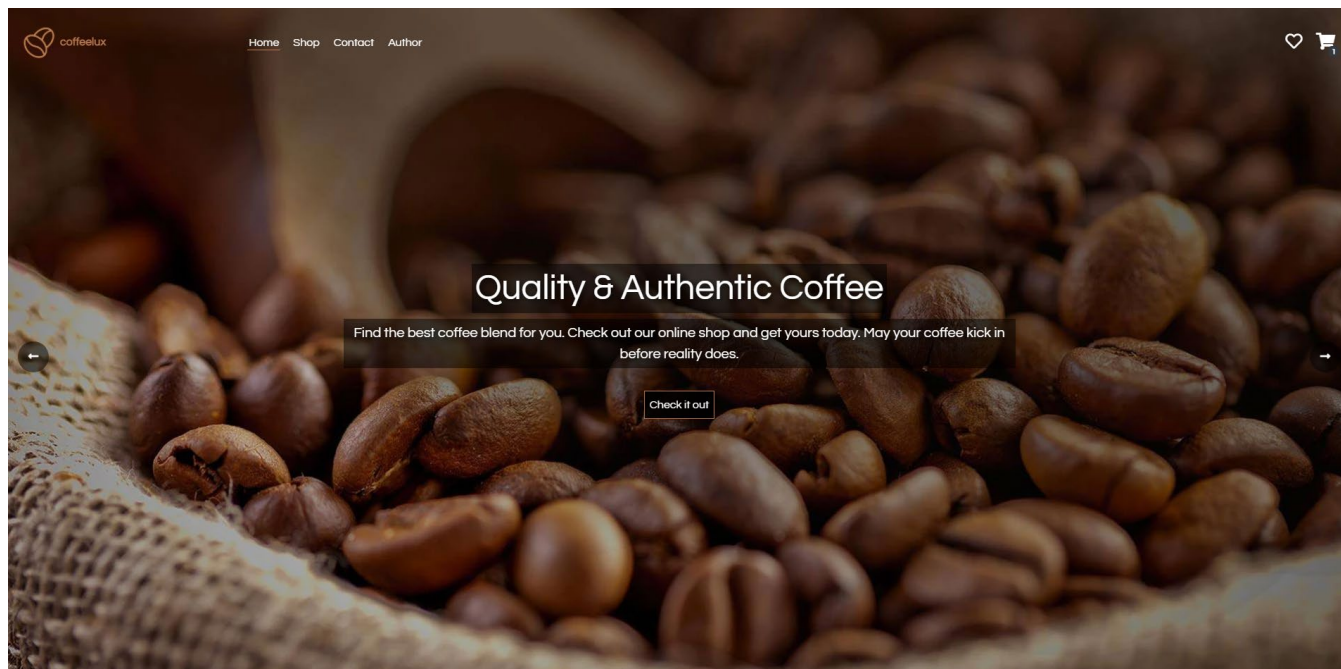 coffeelux
Home Shop Contact Author
1
Quality & Authentic Coffee
Find the best coffee blend for you. Check out our online shop and get yours today. May your coffee kick in
before reality does.
Check it out